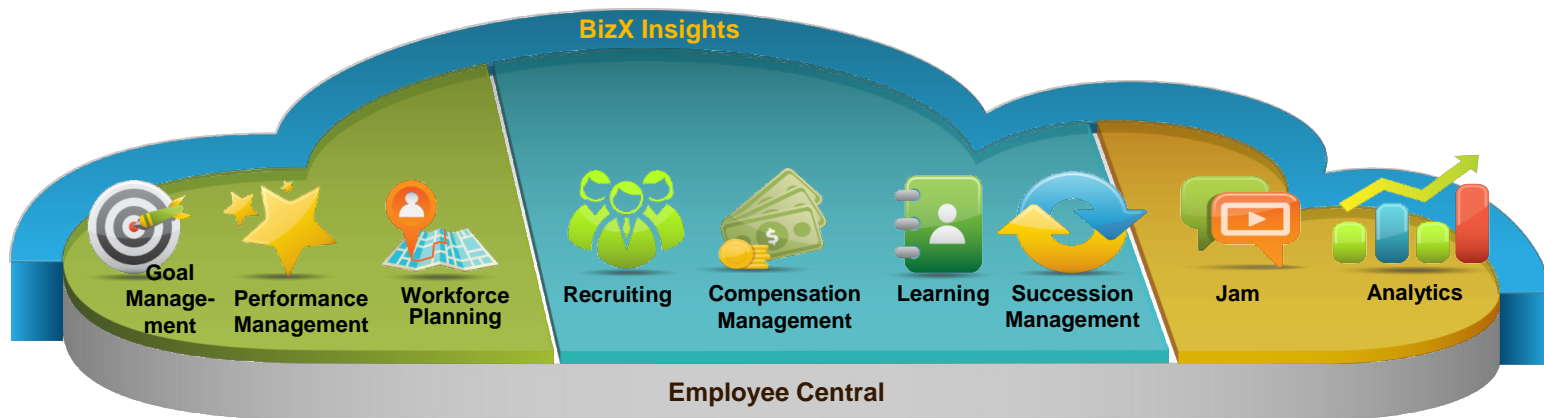 BizX Insights
Goal
Manage-
ment
Performance
Management
Workforce
Planning
Recruiting
Compensation
Management
Learning
Succession
Management
Jam
Analytics
Employee Central
$